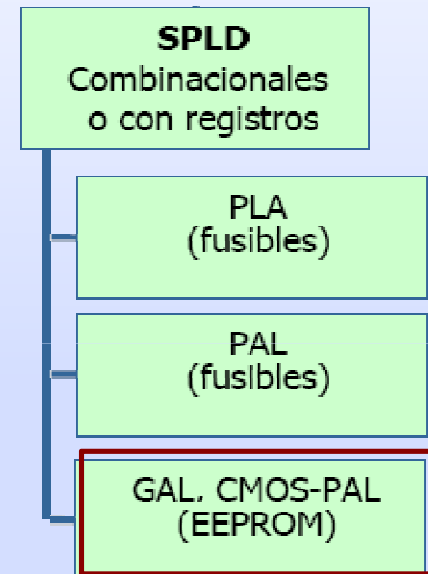 SPLD
Combinacionales
o con registros
PLA
(fusibles)
PAL
(fusibles)
GAL, CMOS-PAL
(EEPROM)